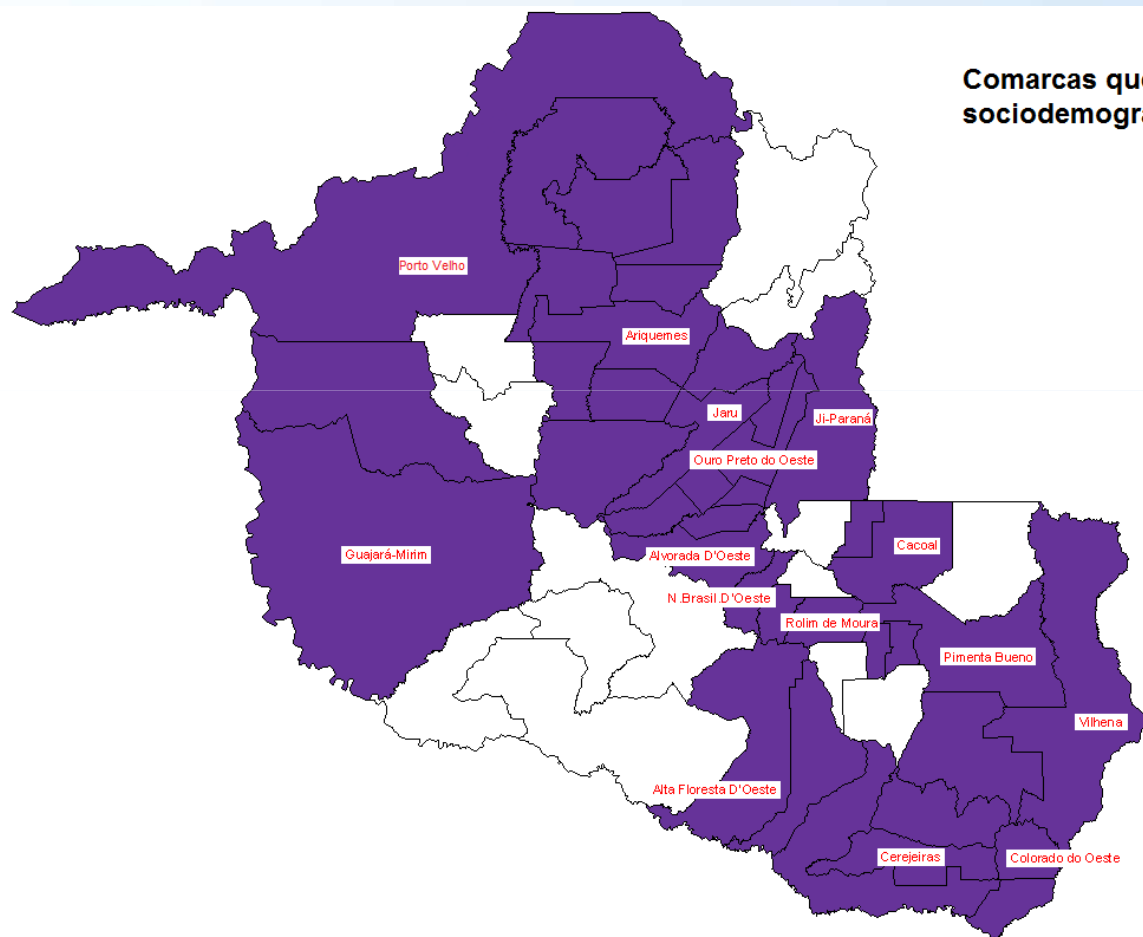 Comarcas que
sociodemogra
Porto Velho
Ariquemes
Jaru
Ji-Paraná
Ouro Preto do Oeste
Guajará-Mirim
Alvorada D'Oeste
Cacoal
N.Brasil.D'Oeste
Rolim de Moura
Pimenta Bueno
Vilhena
Alta Floresta D'Oeste
Cerejeiras
Colorado do Oeste